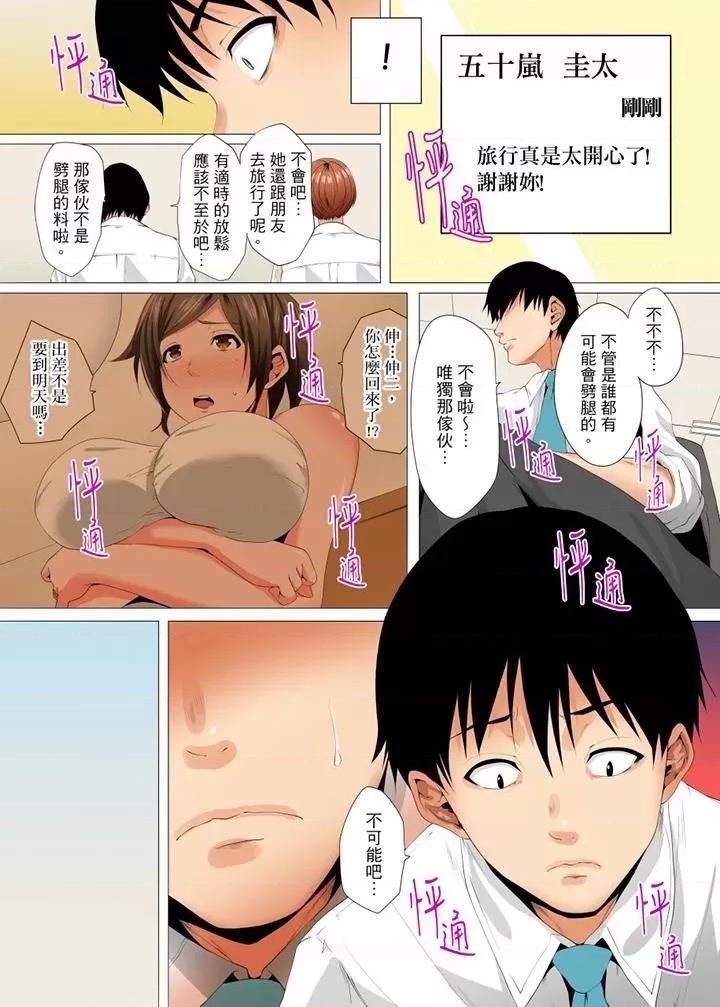 五十嵐 圭太
剛剛
旅行真是太開心了!
謝謝妳!
!
怦通
怦通
不會吧…
她還跟朋友
去旅行了呢。
有適時的放鬆
應該不至於吧…
那傢伙不是
劈腿的料啦。
不不不…
不管是誰都有
可能會劈腿的。
不會啦～…
唯獨那傢伙…
怦通
怦通
伸…伸二，
你怎麼回來了!?
出差不是
要到明天嗎…
怦通
怦通
怦通
怦通
不可能吧…
怦通
怦通